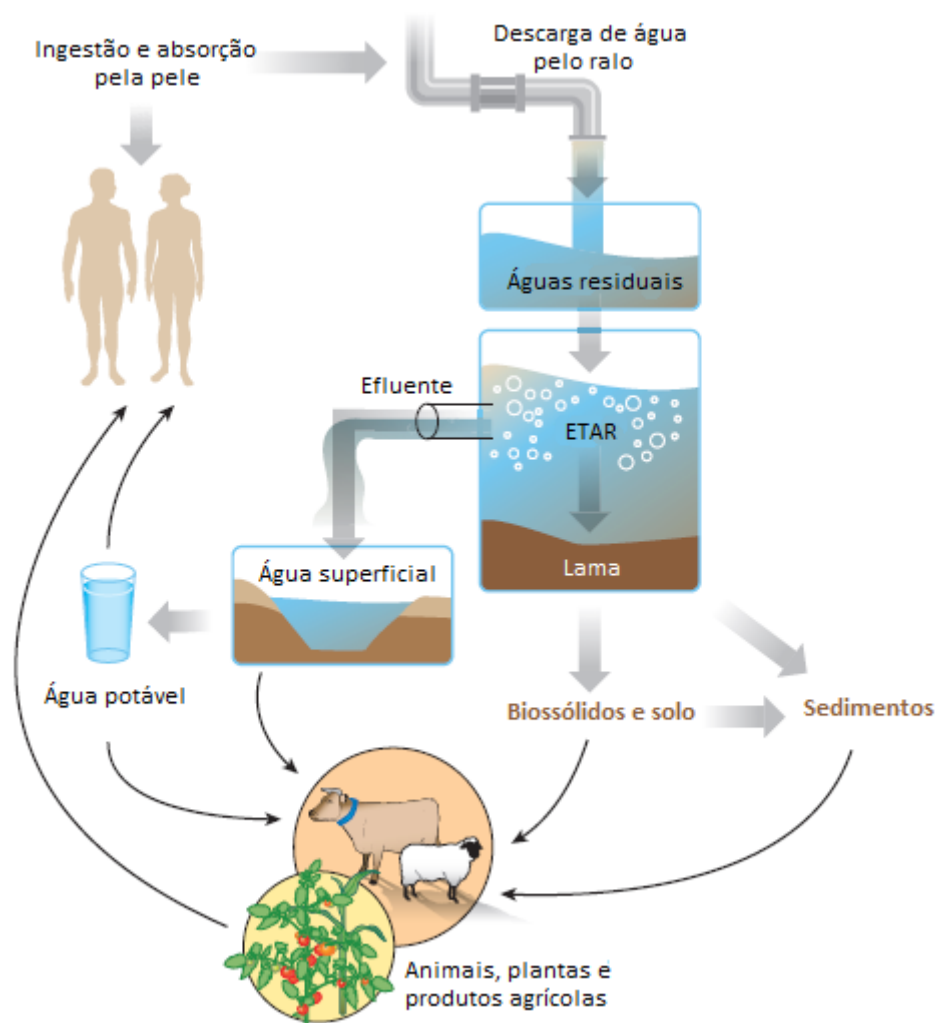 Ingestão e absorção
pela pele
Descarga de água
pelo ralo
Águas residuais
Efluente
ETAR
Água superficial
Lama
Água potável
Biossólidos e solo
Sedimentos
Animais, plantas e
produtos agrícolas